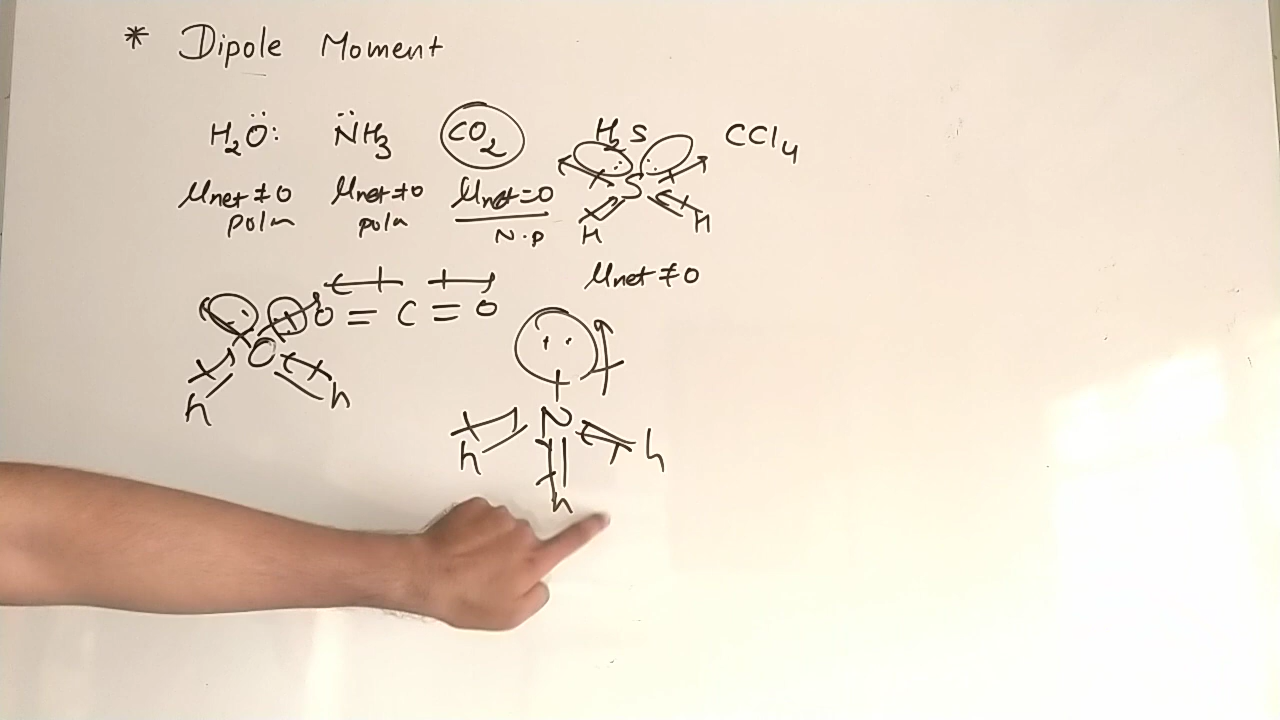 * Dipole Moment
H₂Ö: N̈H₃ CO₂ H₂S CCl₄
μnet ≠ 0 μnet ≠ 0 μnet = 0
polar polar N.P
S
H H
μnet ≠ 0
O = C = O
O
h h
N
h h
h